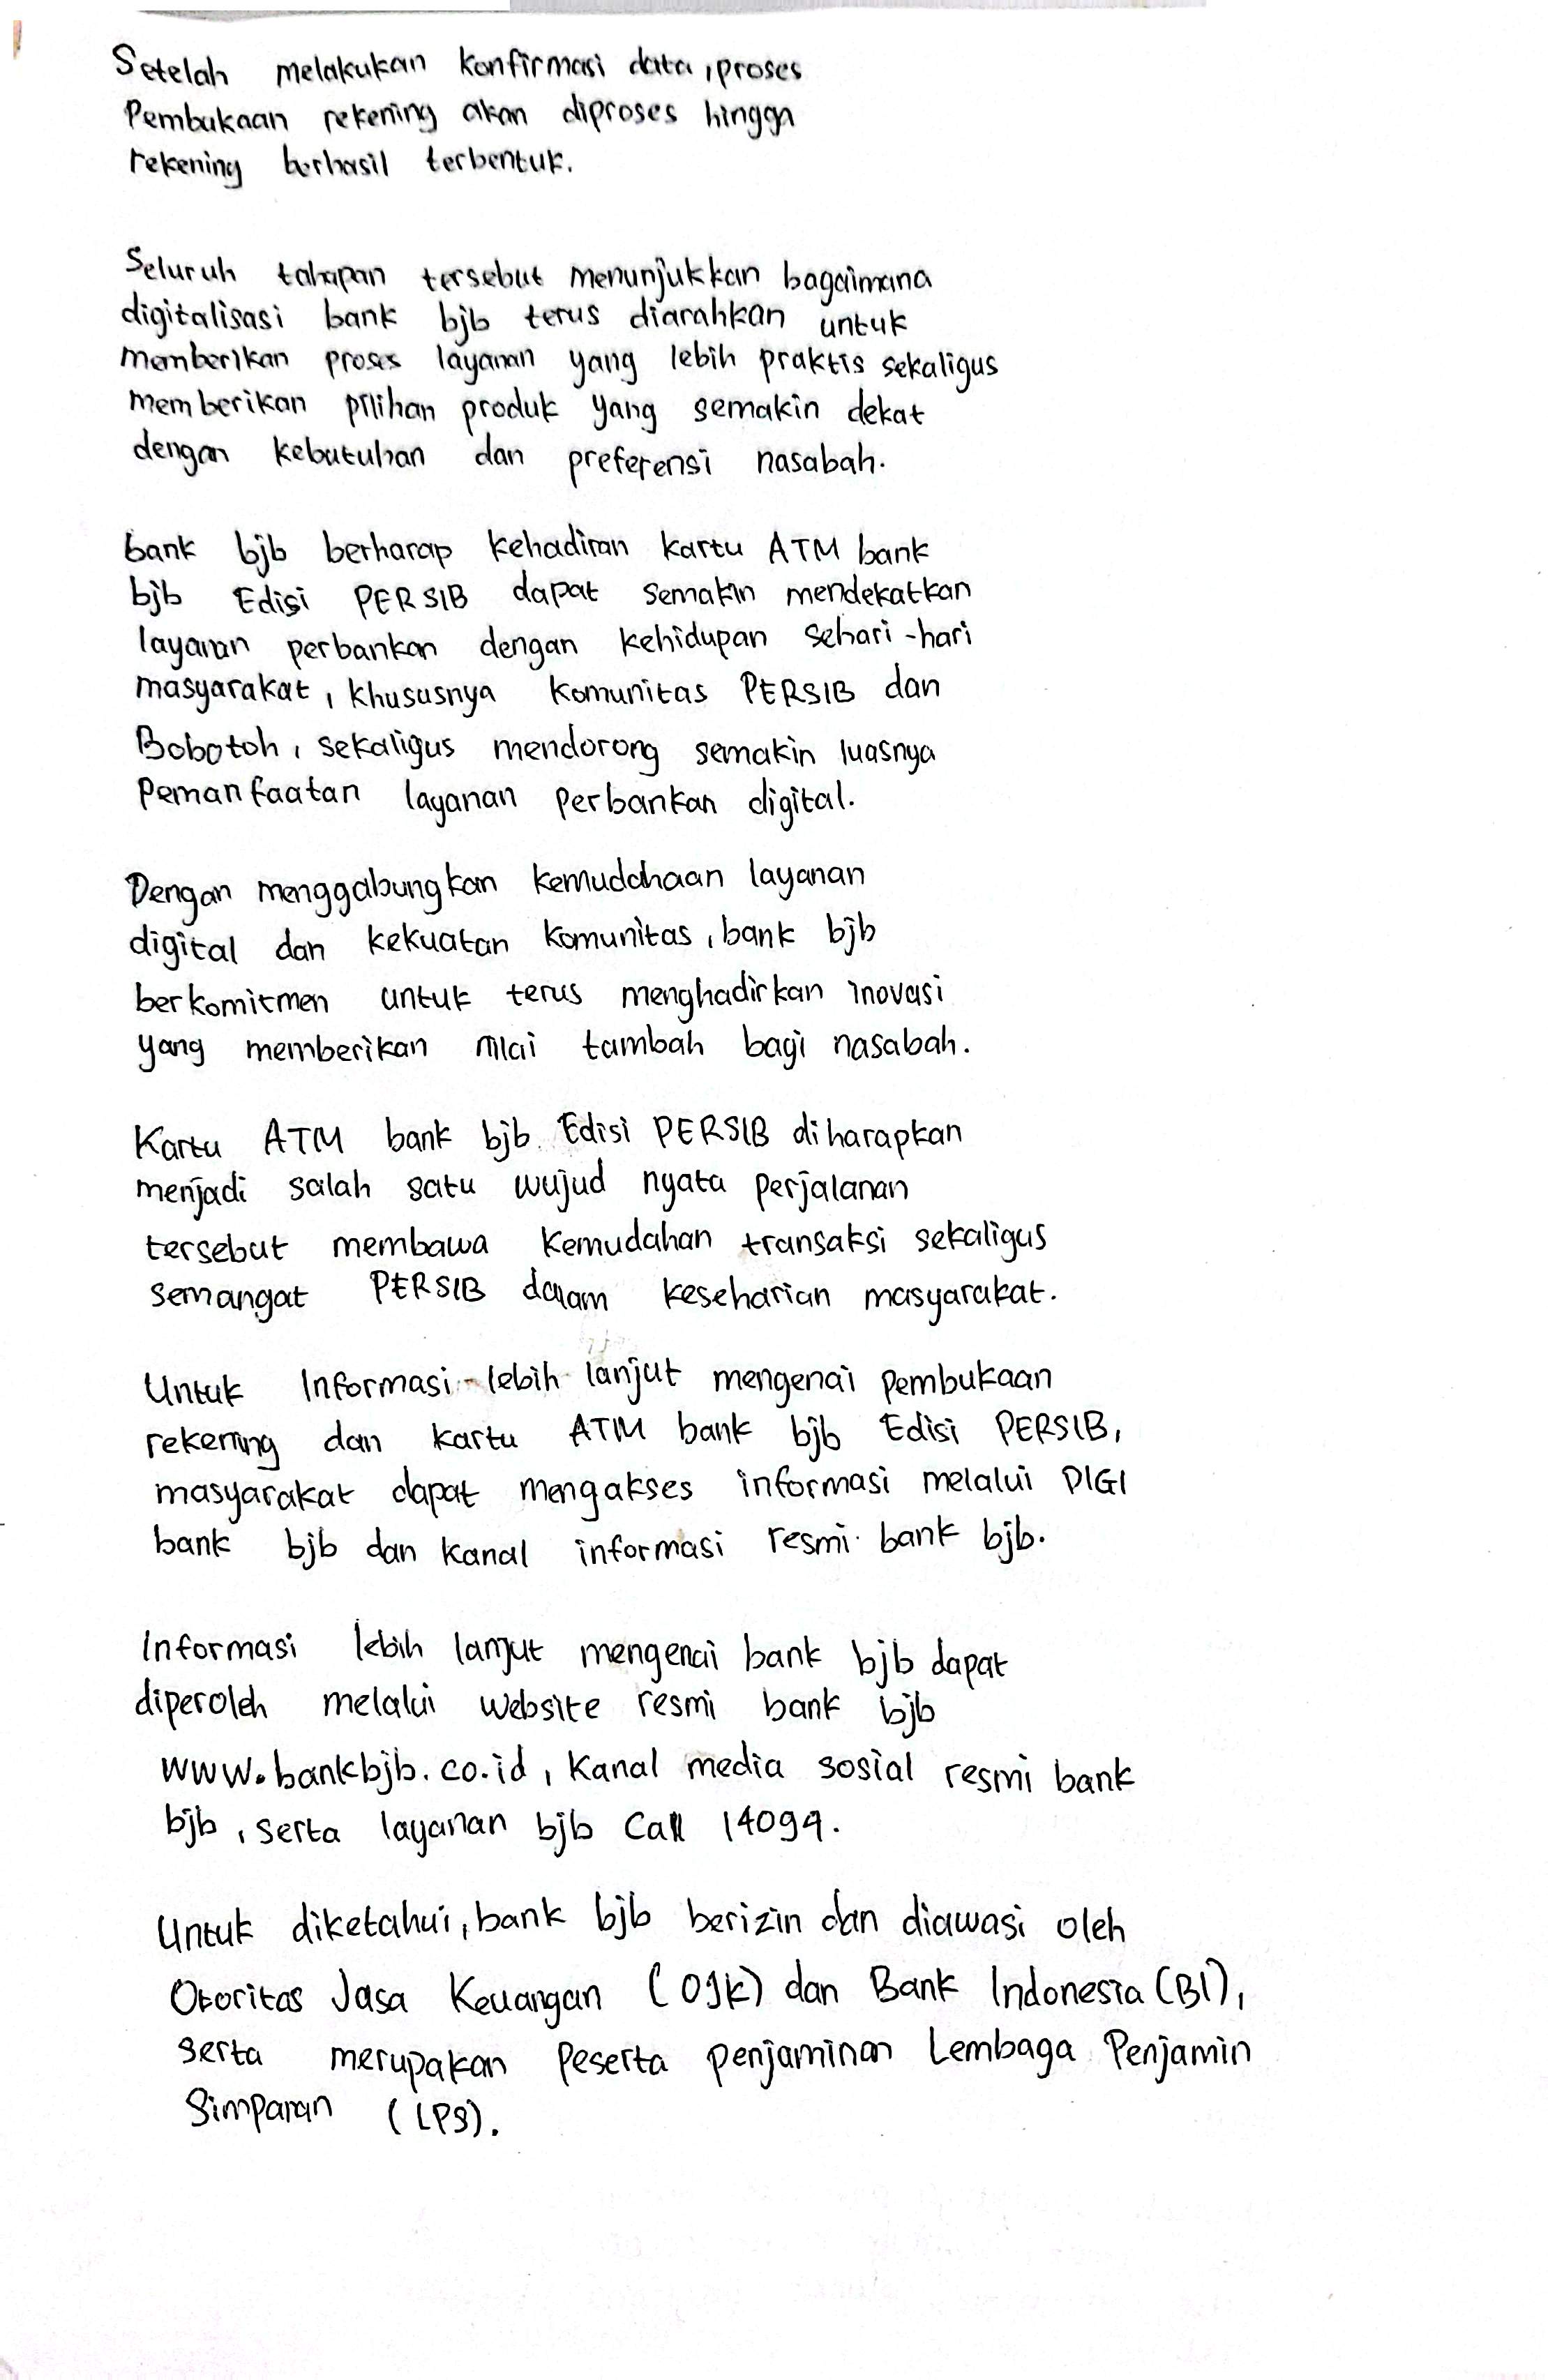 Setelah melakukan konfirmasi data, proses
Pembukaan rekening akan diproses hingga
rekening berhasil terbentuk.
Seluruh tahapan tersebut menunjukkan bagaimana
digitalisasi bank bjb terus diarahkan untuk
memberikan proses layanan yang lebih praktis sekaligus
memberikan pilihan produk yang semakin dekat
dengan kebutuhan dan preferensi nasabah.
bank bjb berharap kehadiran kartu ATM bank
bjb Edisi PERSIB dapat semakin mendekatkan
layanan perbankan dengan kehidupan sehari-hari
masyarakat, khususnya komunitas PERSIB dan
Bobotoh, sekaligus mendorong semakin luasnya
Pemanfaatan layanan perbankan digital.
Dengan menggabungkan kemuddhaan layanan
digital dan kekuatan komunitas, bank bjb
berkomitmen untuk terus menghadirkan inovasi
yang memberikan nilai tambah bagi nasabah.
Kartu ATM bank bjb Edisi PERSIB diharapkan
menjadi salah satu wujud nyata perjalanan
tersebut membawa kemudahan transaksi sekaligus
semangat PERSIB dalam keseharian masyarakat.
Untuk Informasi lebih lanjut mengenai pembukaan
rekening dan kartu ATM bank bjb Edisi PERSIB,
masyarakat dapat mengakses informasi melalui DIGI
bank bjb dan kanal informasi resmi bank bjb.
Informasi lebih lanjut mengenai bank bjb dapat
diperoleh melalui website resmi bank bjb
www.bankbjb.co.id, kanal media sosial resmi bank
bjb, serta layanan bjb Call 14099.
Untuk diketahui, bank bjb berizin dan diawasi oleh
Otoritas Jasa Keuangan (OJK) dan Bank Indonesia (BI),
serta merupakan Peserta penjaminan Lembaga Penjamin
Simpanan (LPS).